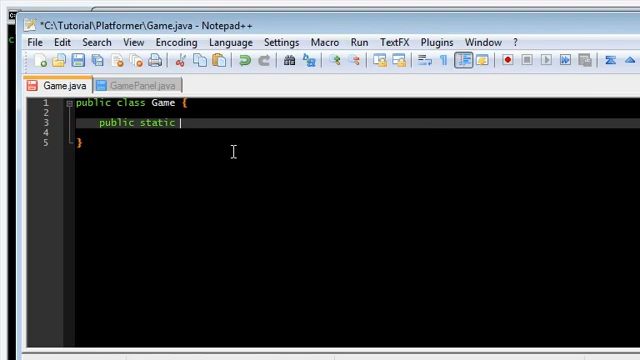 *C:\Tutorial\Platformer\Game.java - Notepad++
File Edit Search View Encoding Language Settings Macro Run TextFX Plugins Window ?
Game.java GamePanel.java
1 public class Game {
2
3 public static
4
5 }